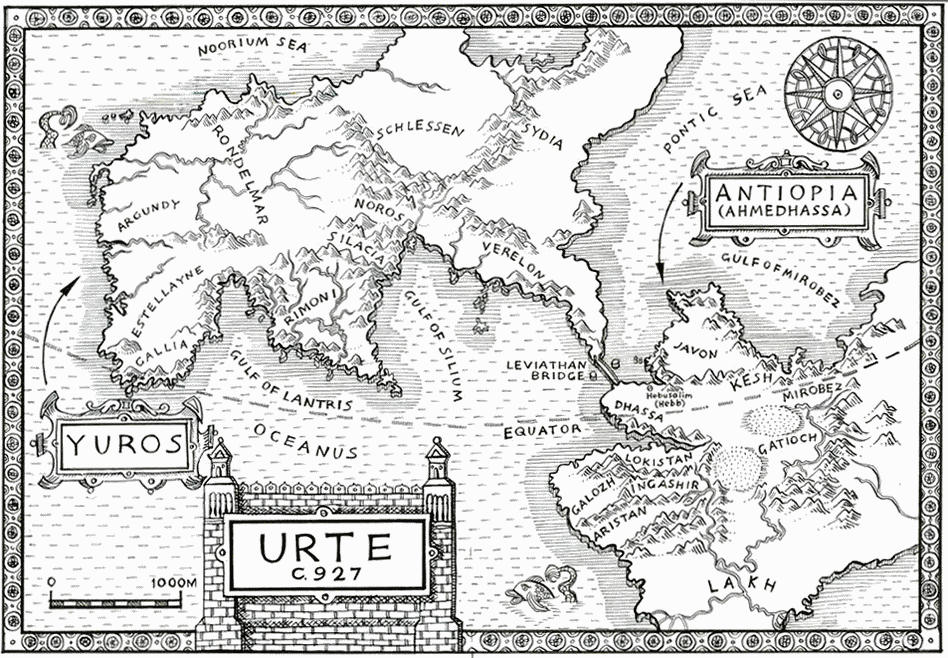 NOORIUM SEA
PONTIC SEA
SCHLESSEN
SYDIA
RONDELMAR
ANTIOPIA
(AHMEDHASSA)
ARGUNDY
NOROS
SILACIA
VERELON
GULF OF MIROBEZ
ESTELLAYNE
RIMONI
GULF OF SILIUM
GALLIA
JAVON
LEVIATHAN
BRIDGE
KESH
GULF OF LANTRIS
Hebusalim
(Hebb)
MIROBEZ
DHASSA
EQUATOR
OCEANUS
YUROS
GATIOCH
LOKISTAN
GALOZH
INGASHIR
ARISTAN
URTE
C.927
0 1000M
LAKH